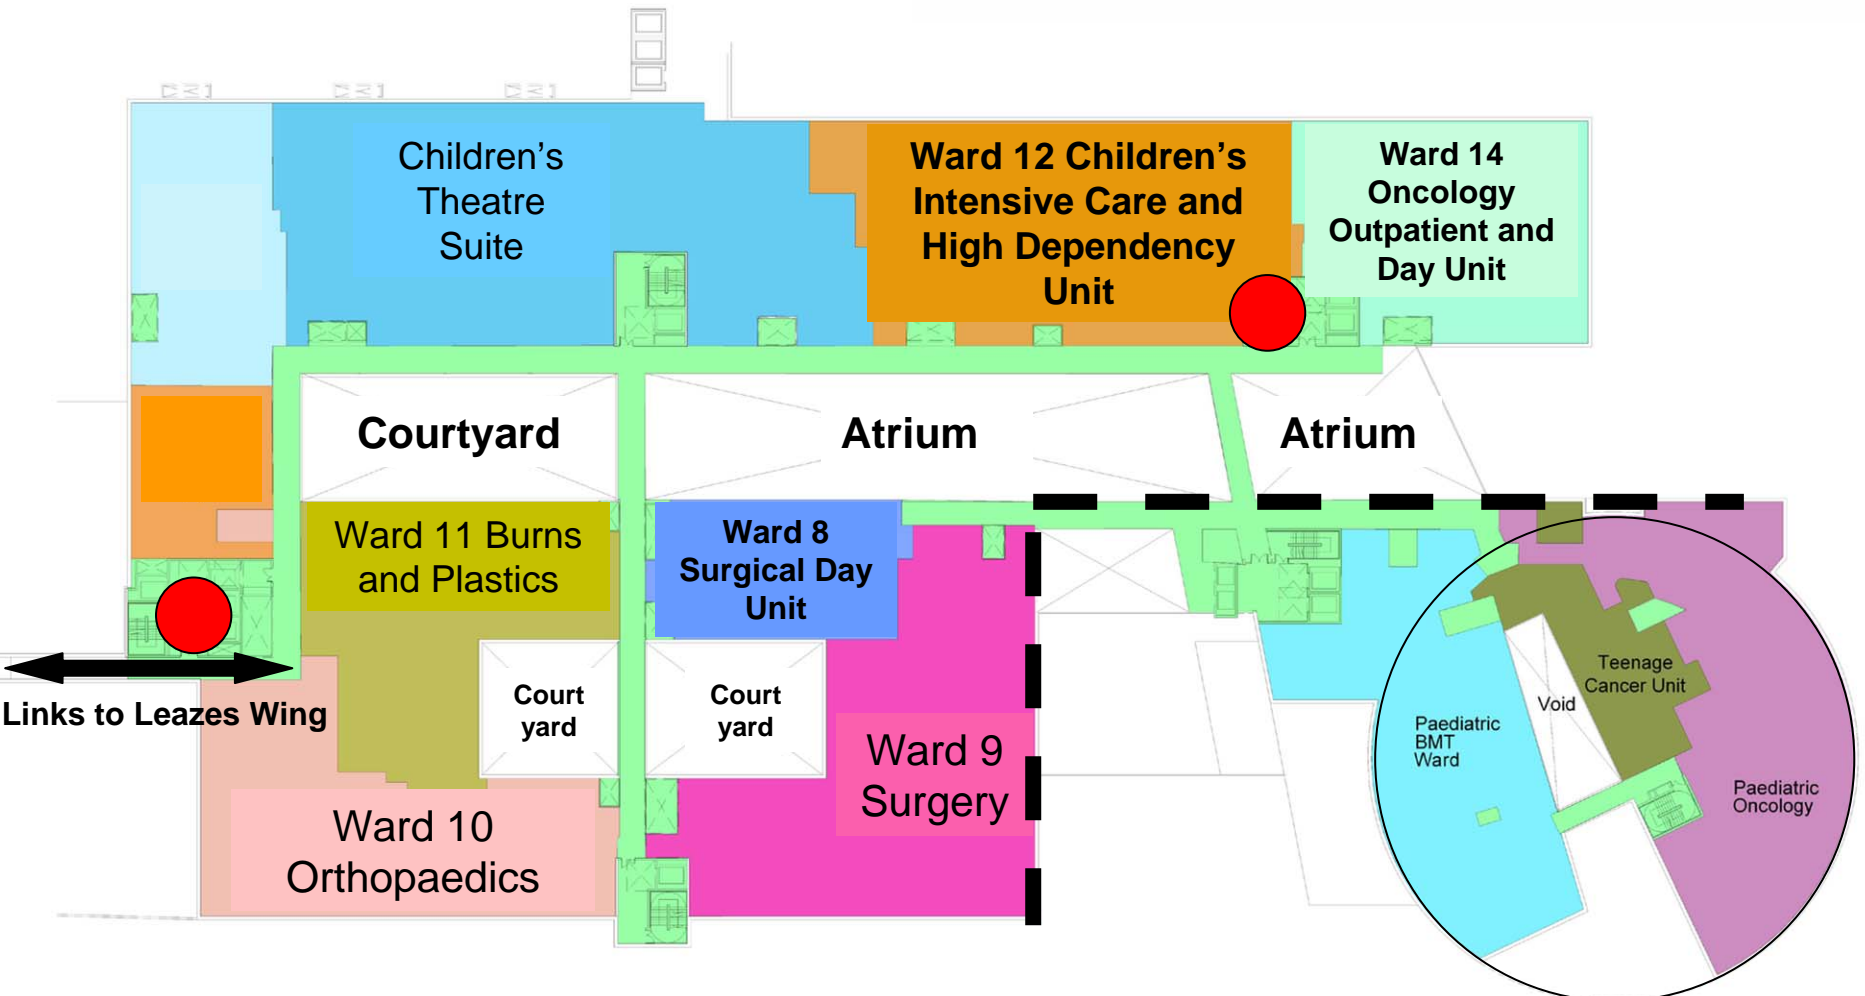 Children's
Theatre
Suite
Ward 12 Children's
Intensive Care and
High Dependency
Unit
Ward 14
Oncology
Outpatient and
Day Unit
Courtyard
Atrium
Atrium
Ward 11 Burns
and Plastics
Ward 8
Surgical Day
Unit
Links to Leazes Wing
Court
yard
Court
yard
Ward 9
Surgery
Ward 10
Orthopaedics
Teenage
Cancer Unit
Void
Paediatric
BMT
Ward
Paediatric
Oncology